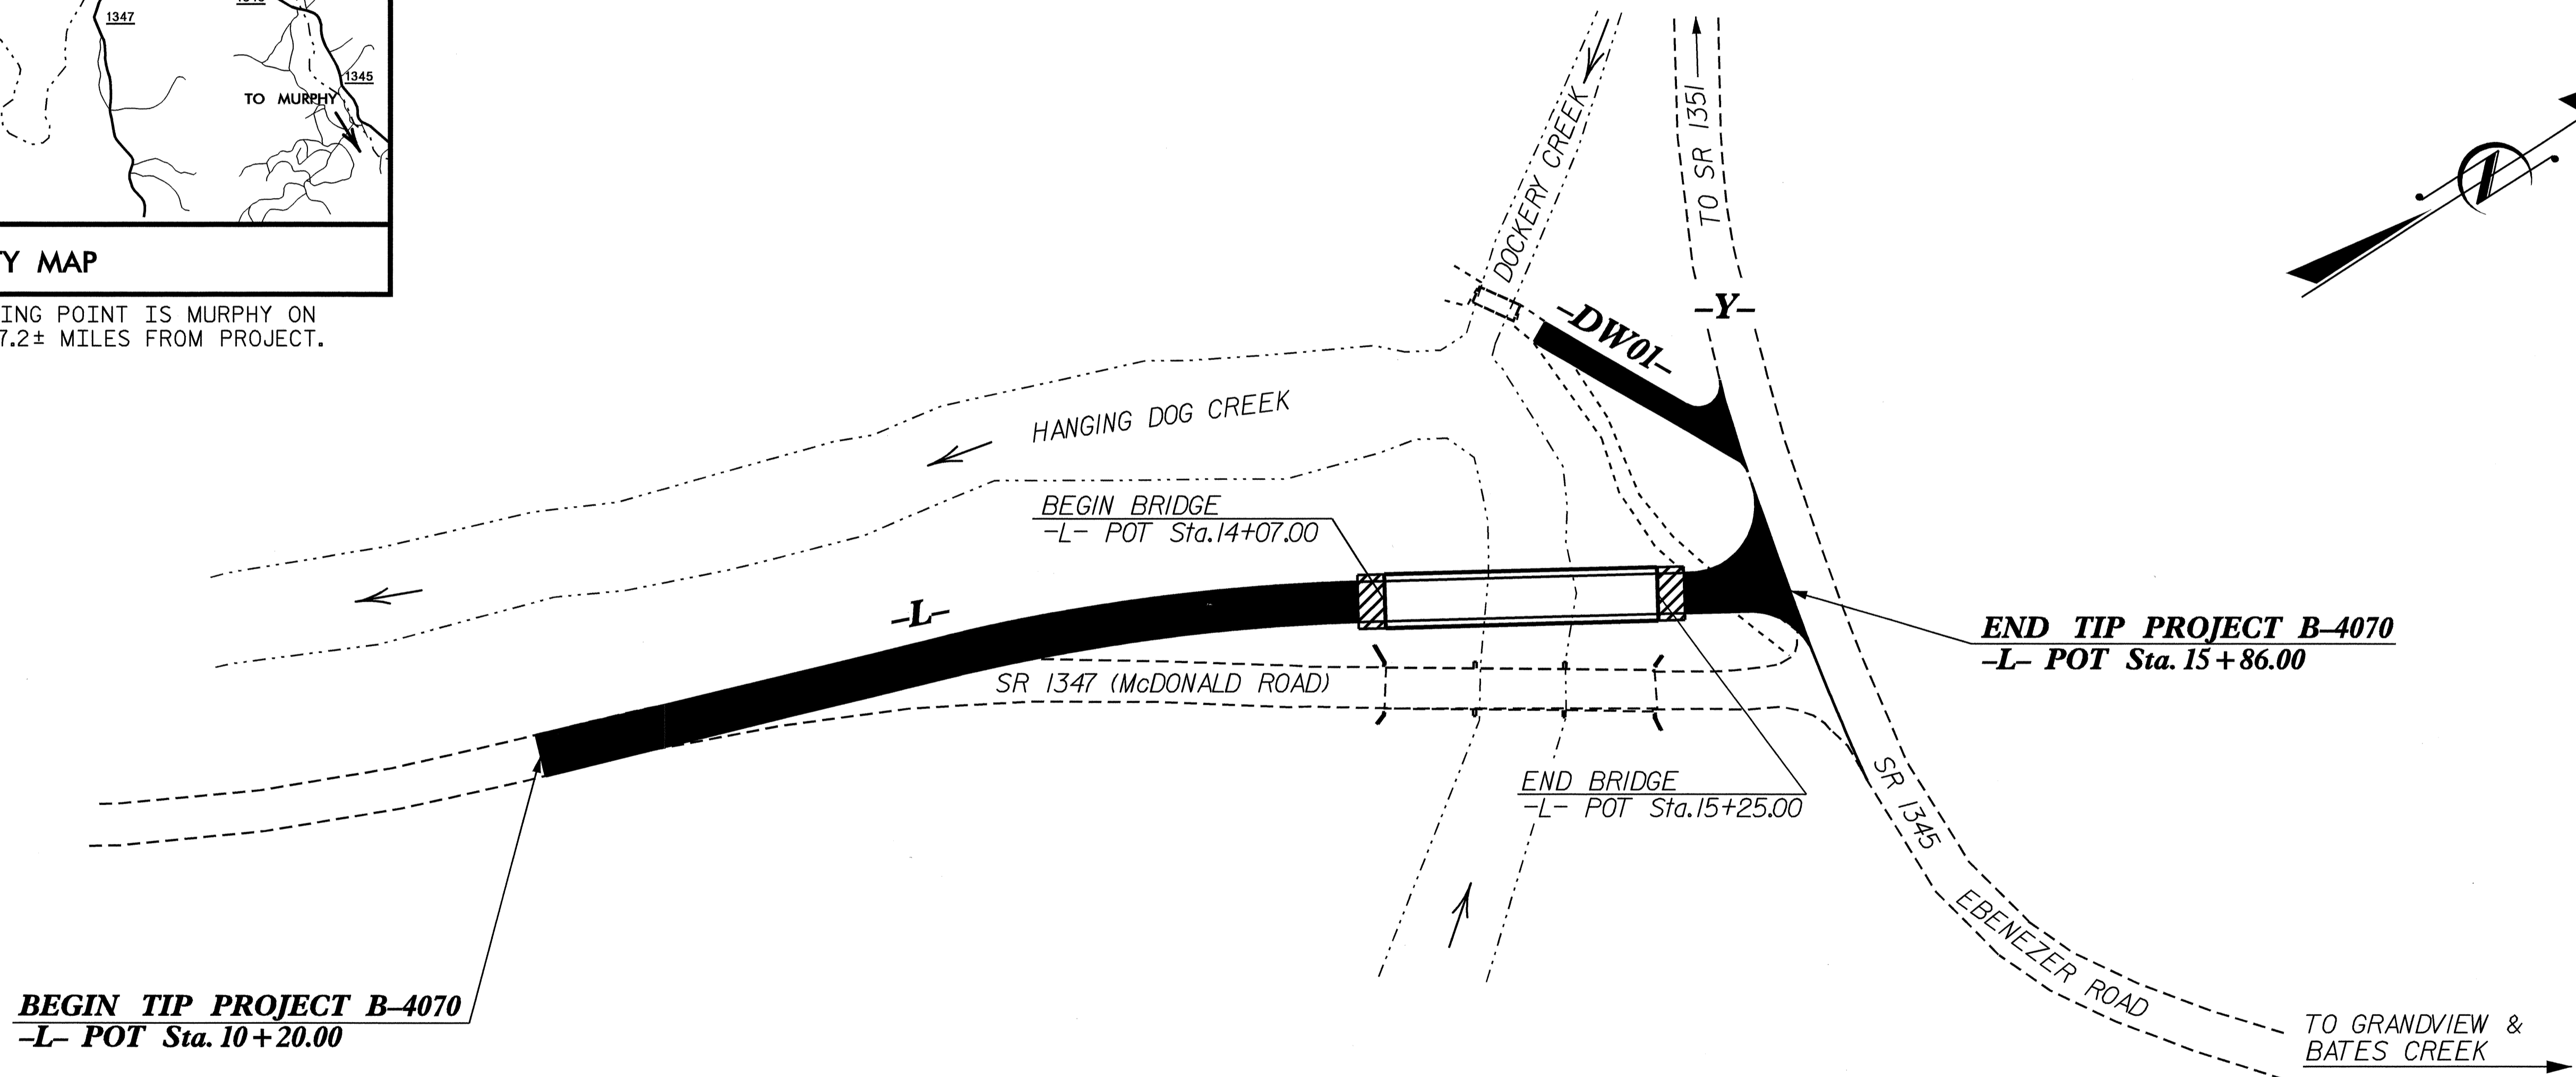 1347
1345
TO MURPHY
TY MAP
ING POINT IS MURPHY ON
7.2± MILES FROM PROJECT.
DOCKERY CREEK
TO SR 1351
-Y-
-DW01-
HANGING DOG CREEK
BEGIN BRIDGE
-L- POT Sta.14+07.00
-L-
SR 1347 (McDONALD ROAD)
END TIP PROJECT B-4070
-L- POT Sta. 15+86.00
END BRIDGE
-L- POT Sta.15+25.00
SR 1345
EBENEZER ROAD
BEGIN TIP PROJECT B-4070
-L- POT Sta. 10+20.00
TO GRANDVIEW &
BATES CREEK